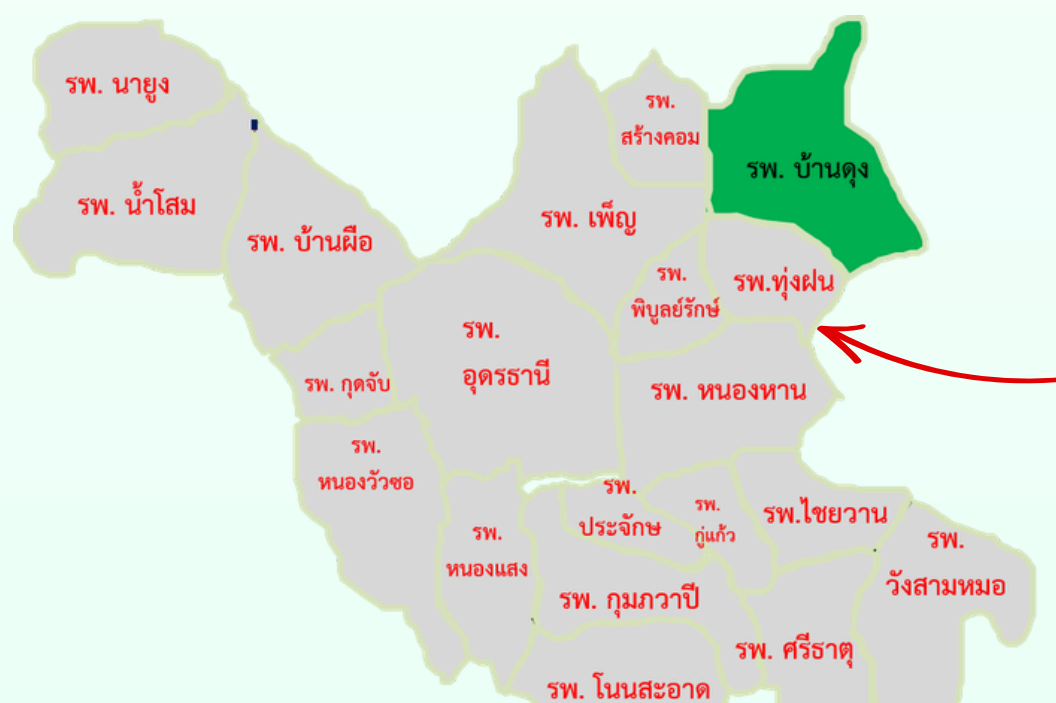 รพ. นายูง
รพ.
สร้างคอม
รพ. บ้านดุง
รพ. น้ำโสม
รพ. เพ็ญ
รพ. บ้านผือ
รพ.
พิบูลย์รักษ์
รพ.ทุ่งฝน
รพ.
อุดรธานี
รพ. กุดจับ
รพ. หนองหาน
รพ.
หนองวัวซอ
รพ.
ประจักษ
รพ.
กู่แก้ว
รพ.ไชยวาน
รพ.
หนองแสง
รพ.
วังสามหมอ
รพ. กุมภวาปี
รพ. ศรีธาตุ
รพ. โนนสะอาด